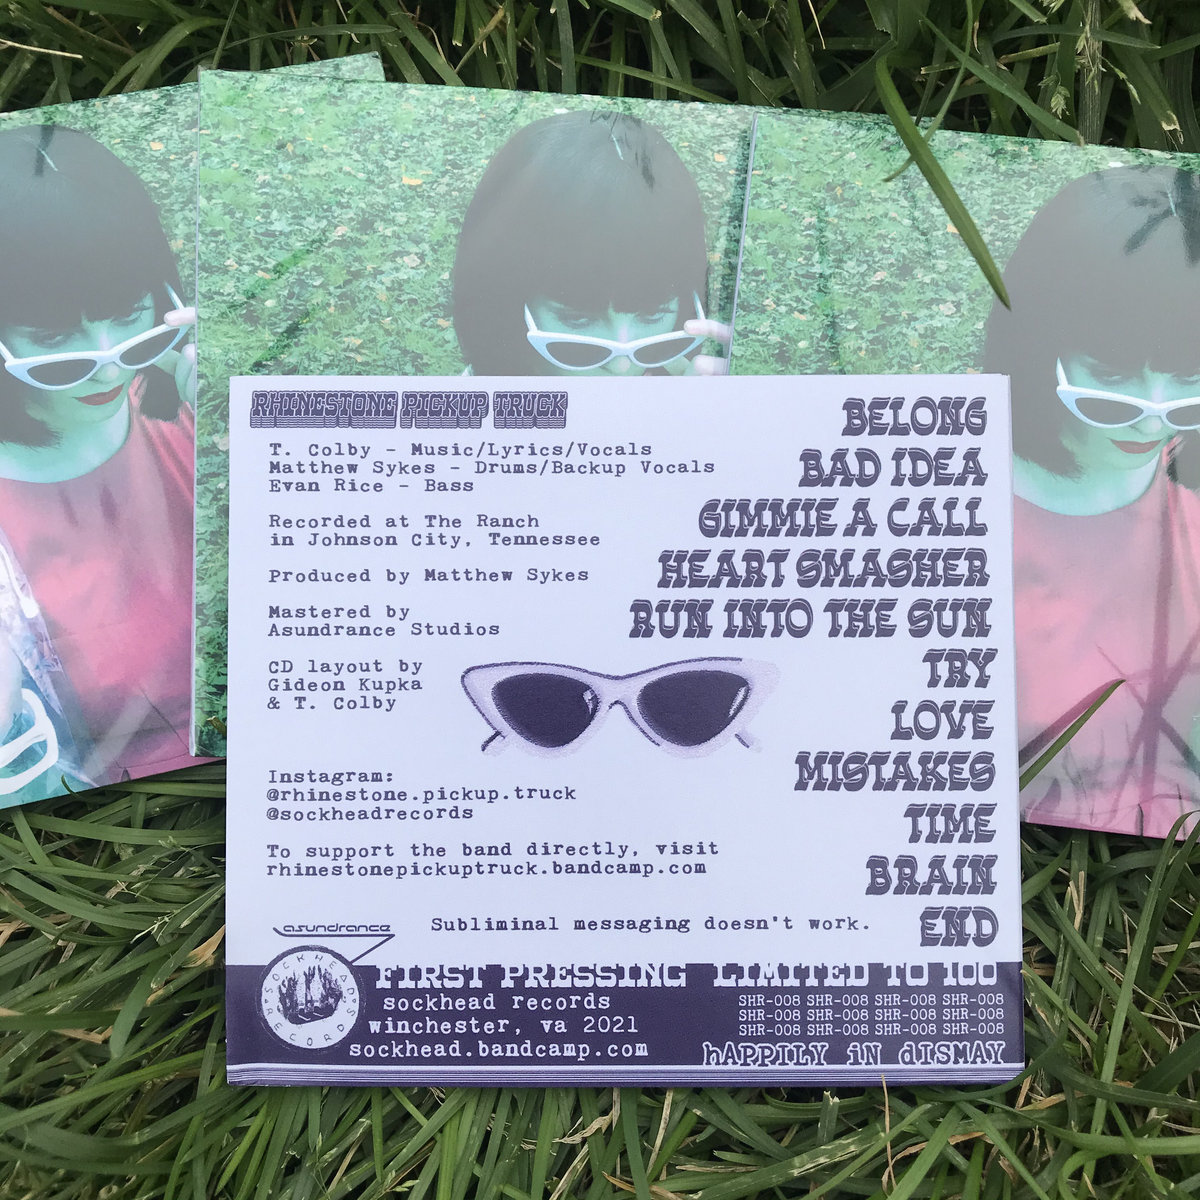 RHINESTONE PICKUP TRUCK
T. Colby - Music/Lyrics/Vocals
Matthew Sykes - Drums/Backup Vocals
Evan Rice - Bass
Recorded at The Ranch
in Johnson City, Tennessee
Produced by Matthew Sykes
Mastered by
Asundrance Studios
CD layout by
Gideon Kupka
& T. Colby
Instagram:
@rhinestone.pickup.truck
@sockheadrecords
To support the band directly, visit
rhinestonepickuptruck.bandcamp.com
BELONG
BAD IDEA
GIMMIE A CALL
HEART SMASHER
RUN INTO THE SUN
TRY
LOVE
MISTAKES
TIME
BRAIN
END
Subliminal messaging doesn't work.
asundrance
SOCKHEAD RECORDS
FIRST PRESSING LIMITED TO 100
sockhead records
winchester, va 2021
sockhead.bandcamp.com
SHR-008 SHR-008 SHR-008 SHR-008
SHR-008 SHR-008 SHR-008 SHR-008
SHR-008 SHR-008 SHR-008 SHR-008
hAPPILY iN dISMAY